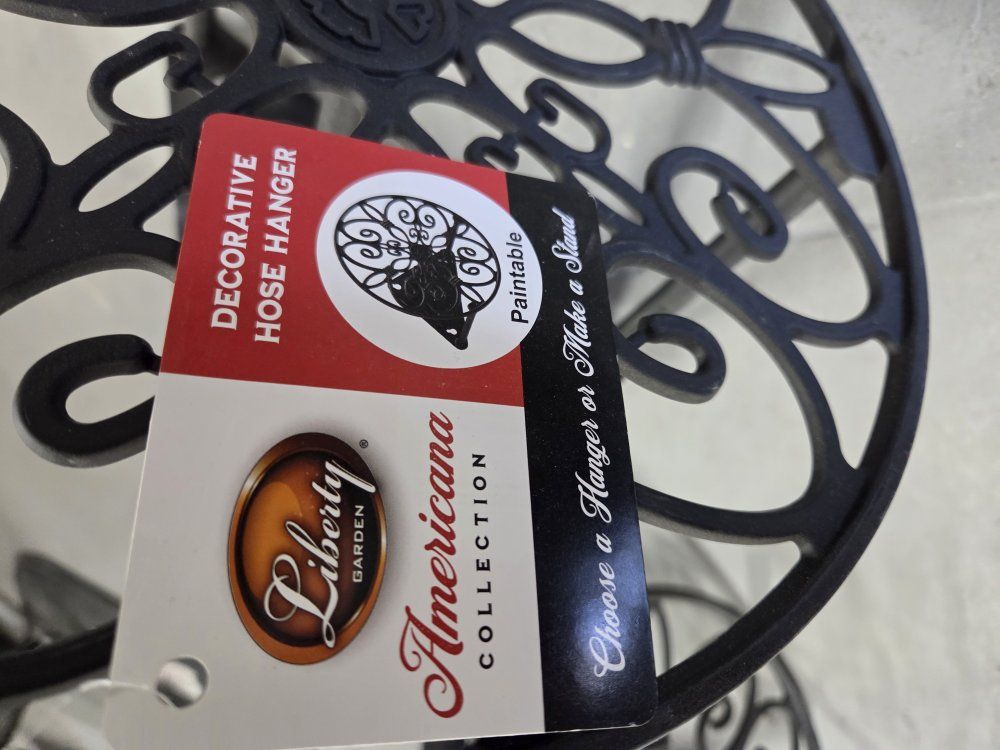 Liberty®
GARDEN
Americana
COLLECTION
DECORATIVE
HOSE HANGER
Paintable
Choose a Hanger or Make a Stand